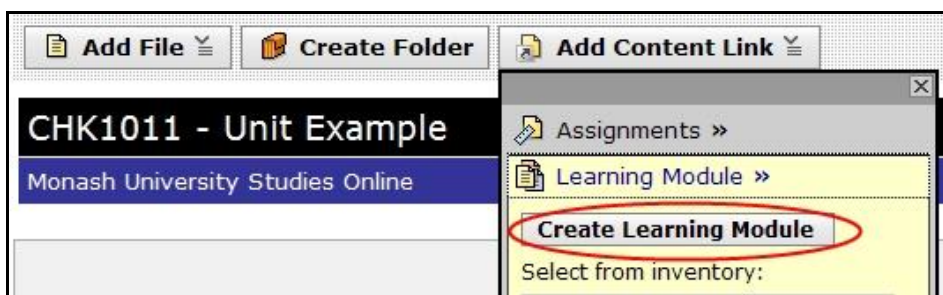 Add File
Create Folder
Add Content Link
CHK1011 - Unit Example
Monash University Studies Online
Assignments »
Learning Module »
Create Learning Module
Select from inventory: